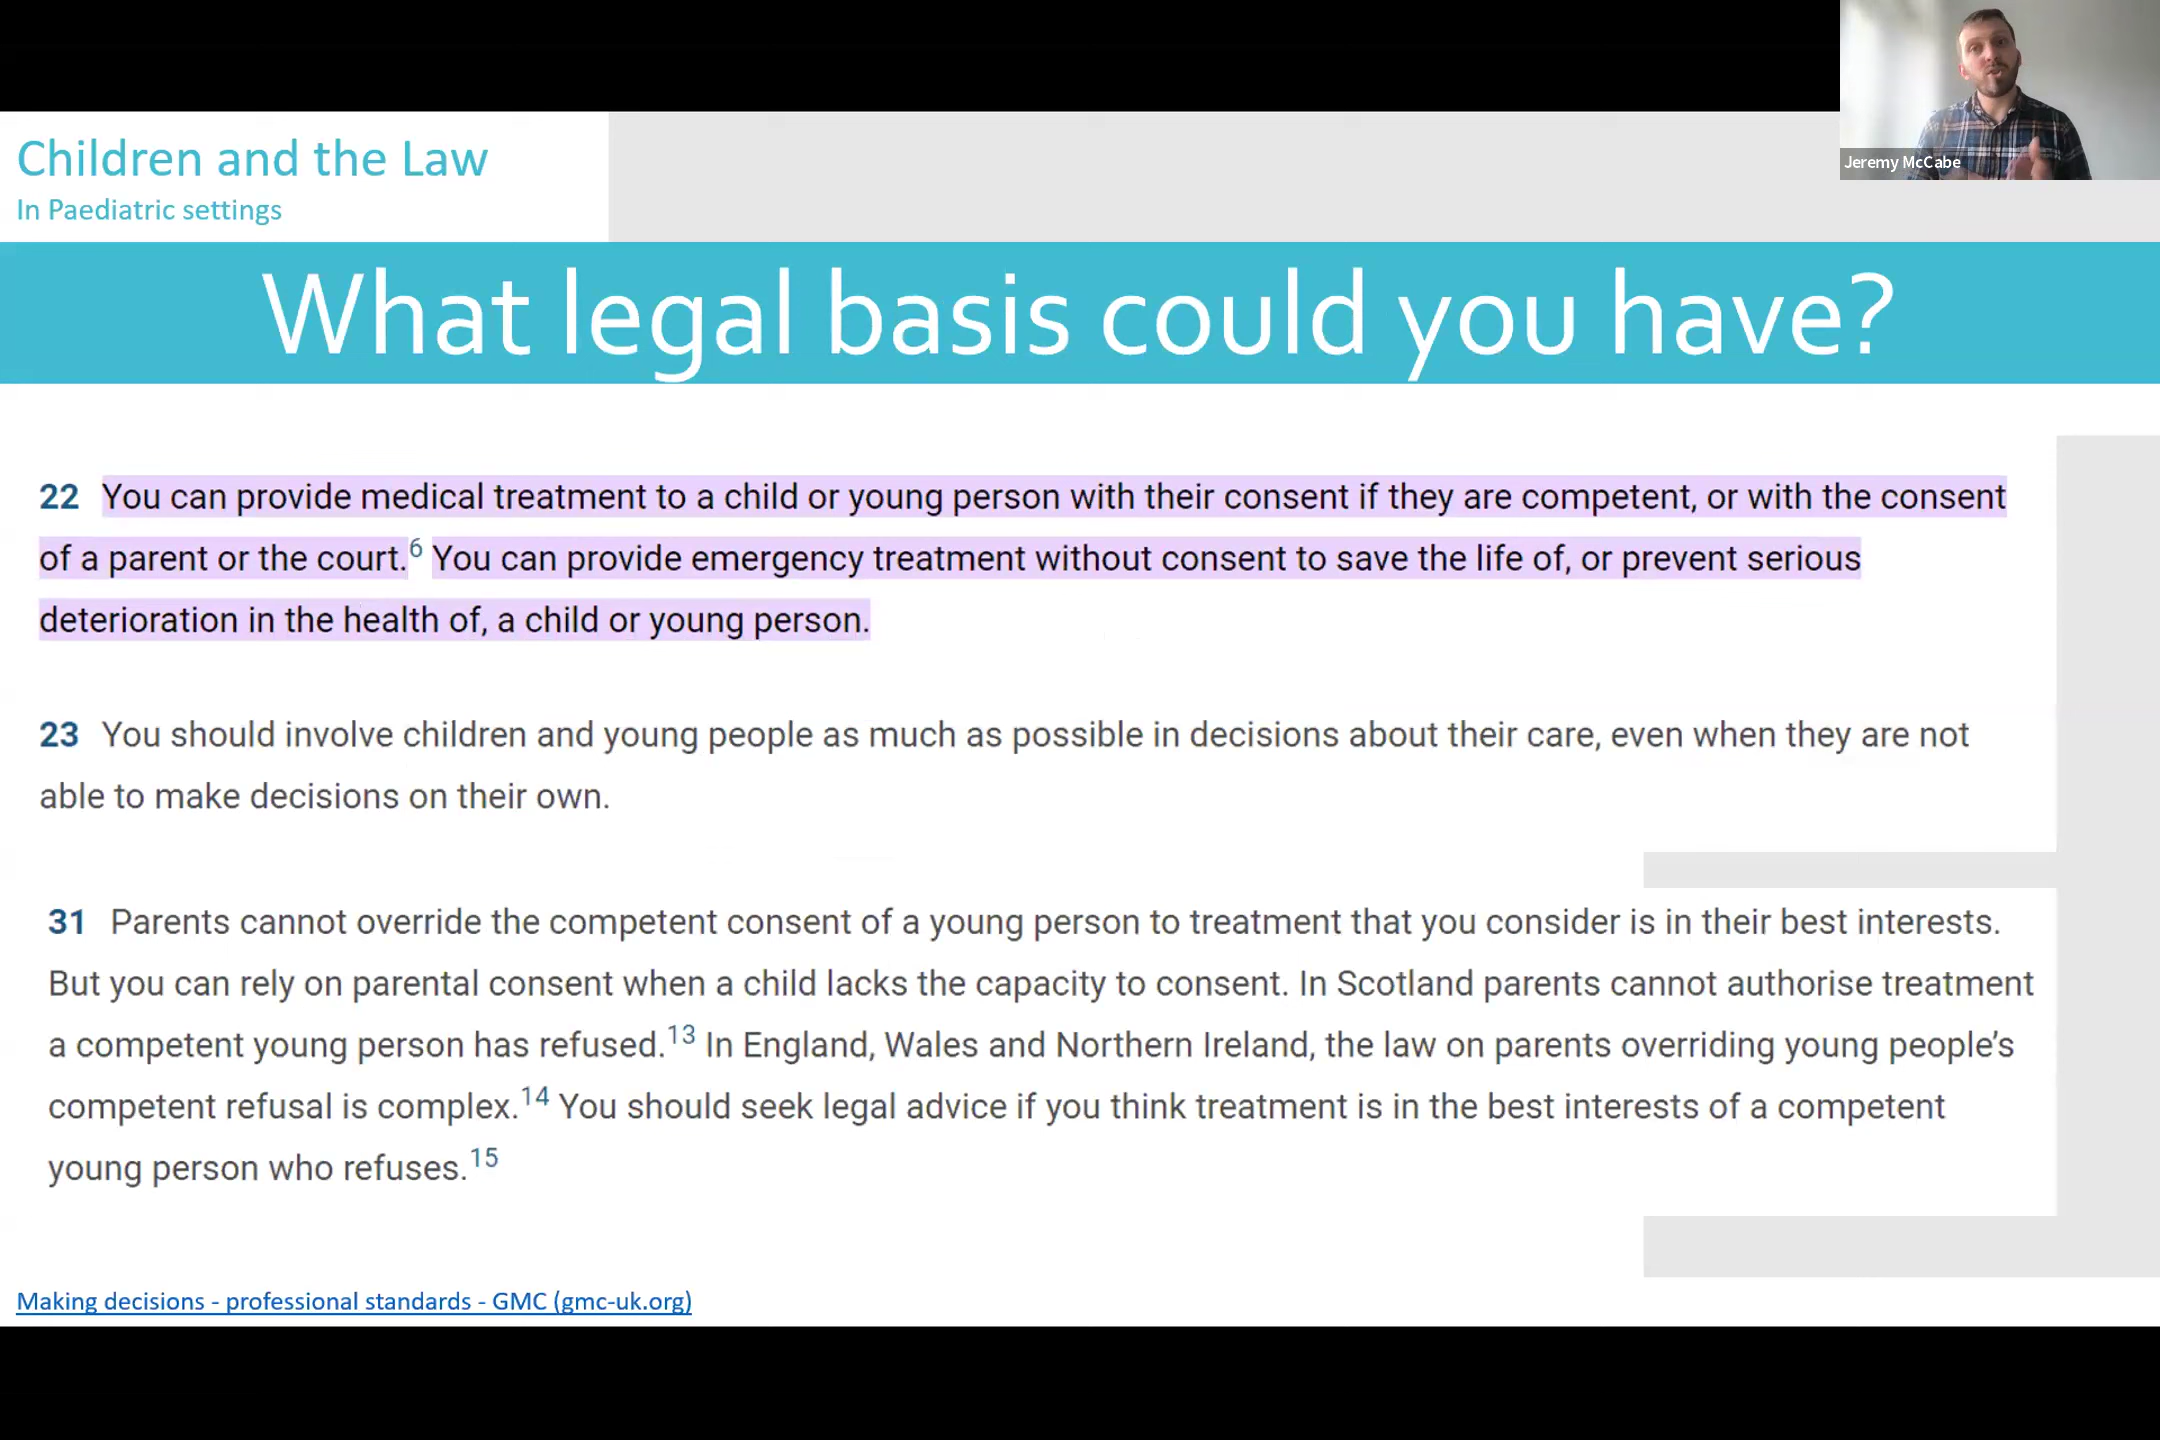 Jeremy McCabe
Children and the Law
In Paediatric settings
What legal basis could you have?
22 You can provide medical treatment to a child or young person with their consent if they are competent, or with the consent
of a parent or the court.6 You can provide emergency treatment without consent to save the life of, or prevent serious
deterioration in the health of, a child or young person.
23 You should involve children and young people as much as possible in decisions about their care, even when they are not
able to make decisions on their own.
31 Parents cannot override the competent consent of a young person to treatment that you consider is in their best interests.
But you can rely on parental consent when a child lacks the capacity to consent. In Scotland parents cannot authorise treatment
a competent young person has refused.13 In England, Wales and Northern Ireland, the law on parents overriding young people’s
competent refusal is complex.14 You should seek legal advice if you think treatment is in the best interests of a competent
young person who refuses.15
Making decisions - professional standards - GMC (gmc-uk.org)